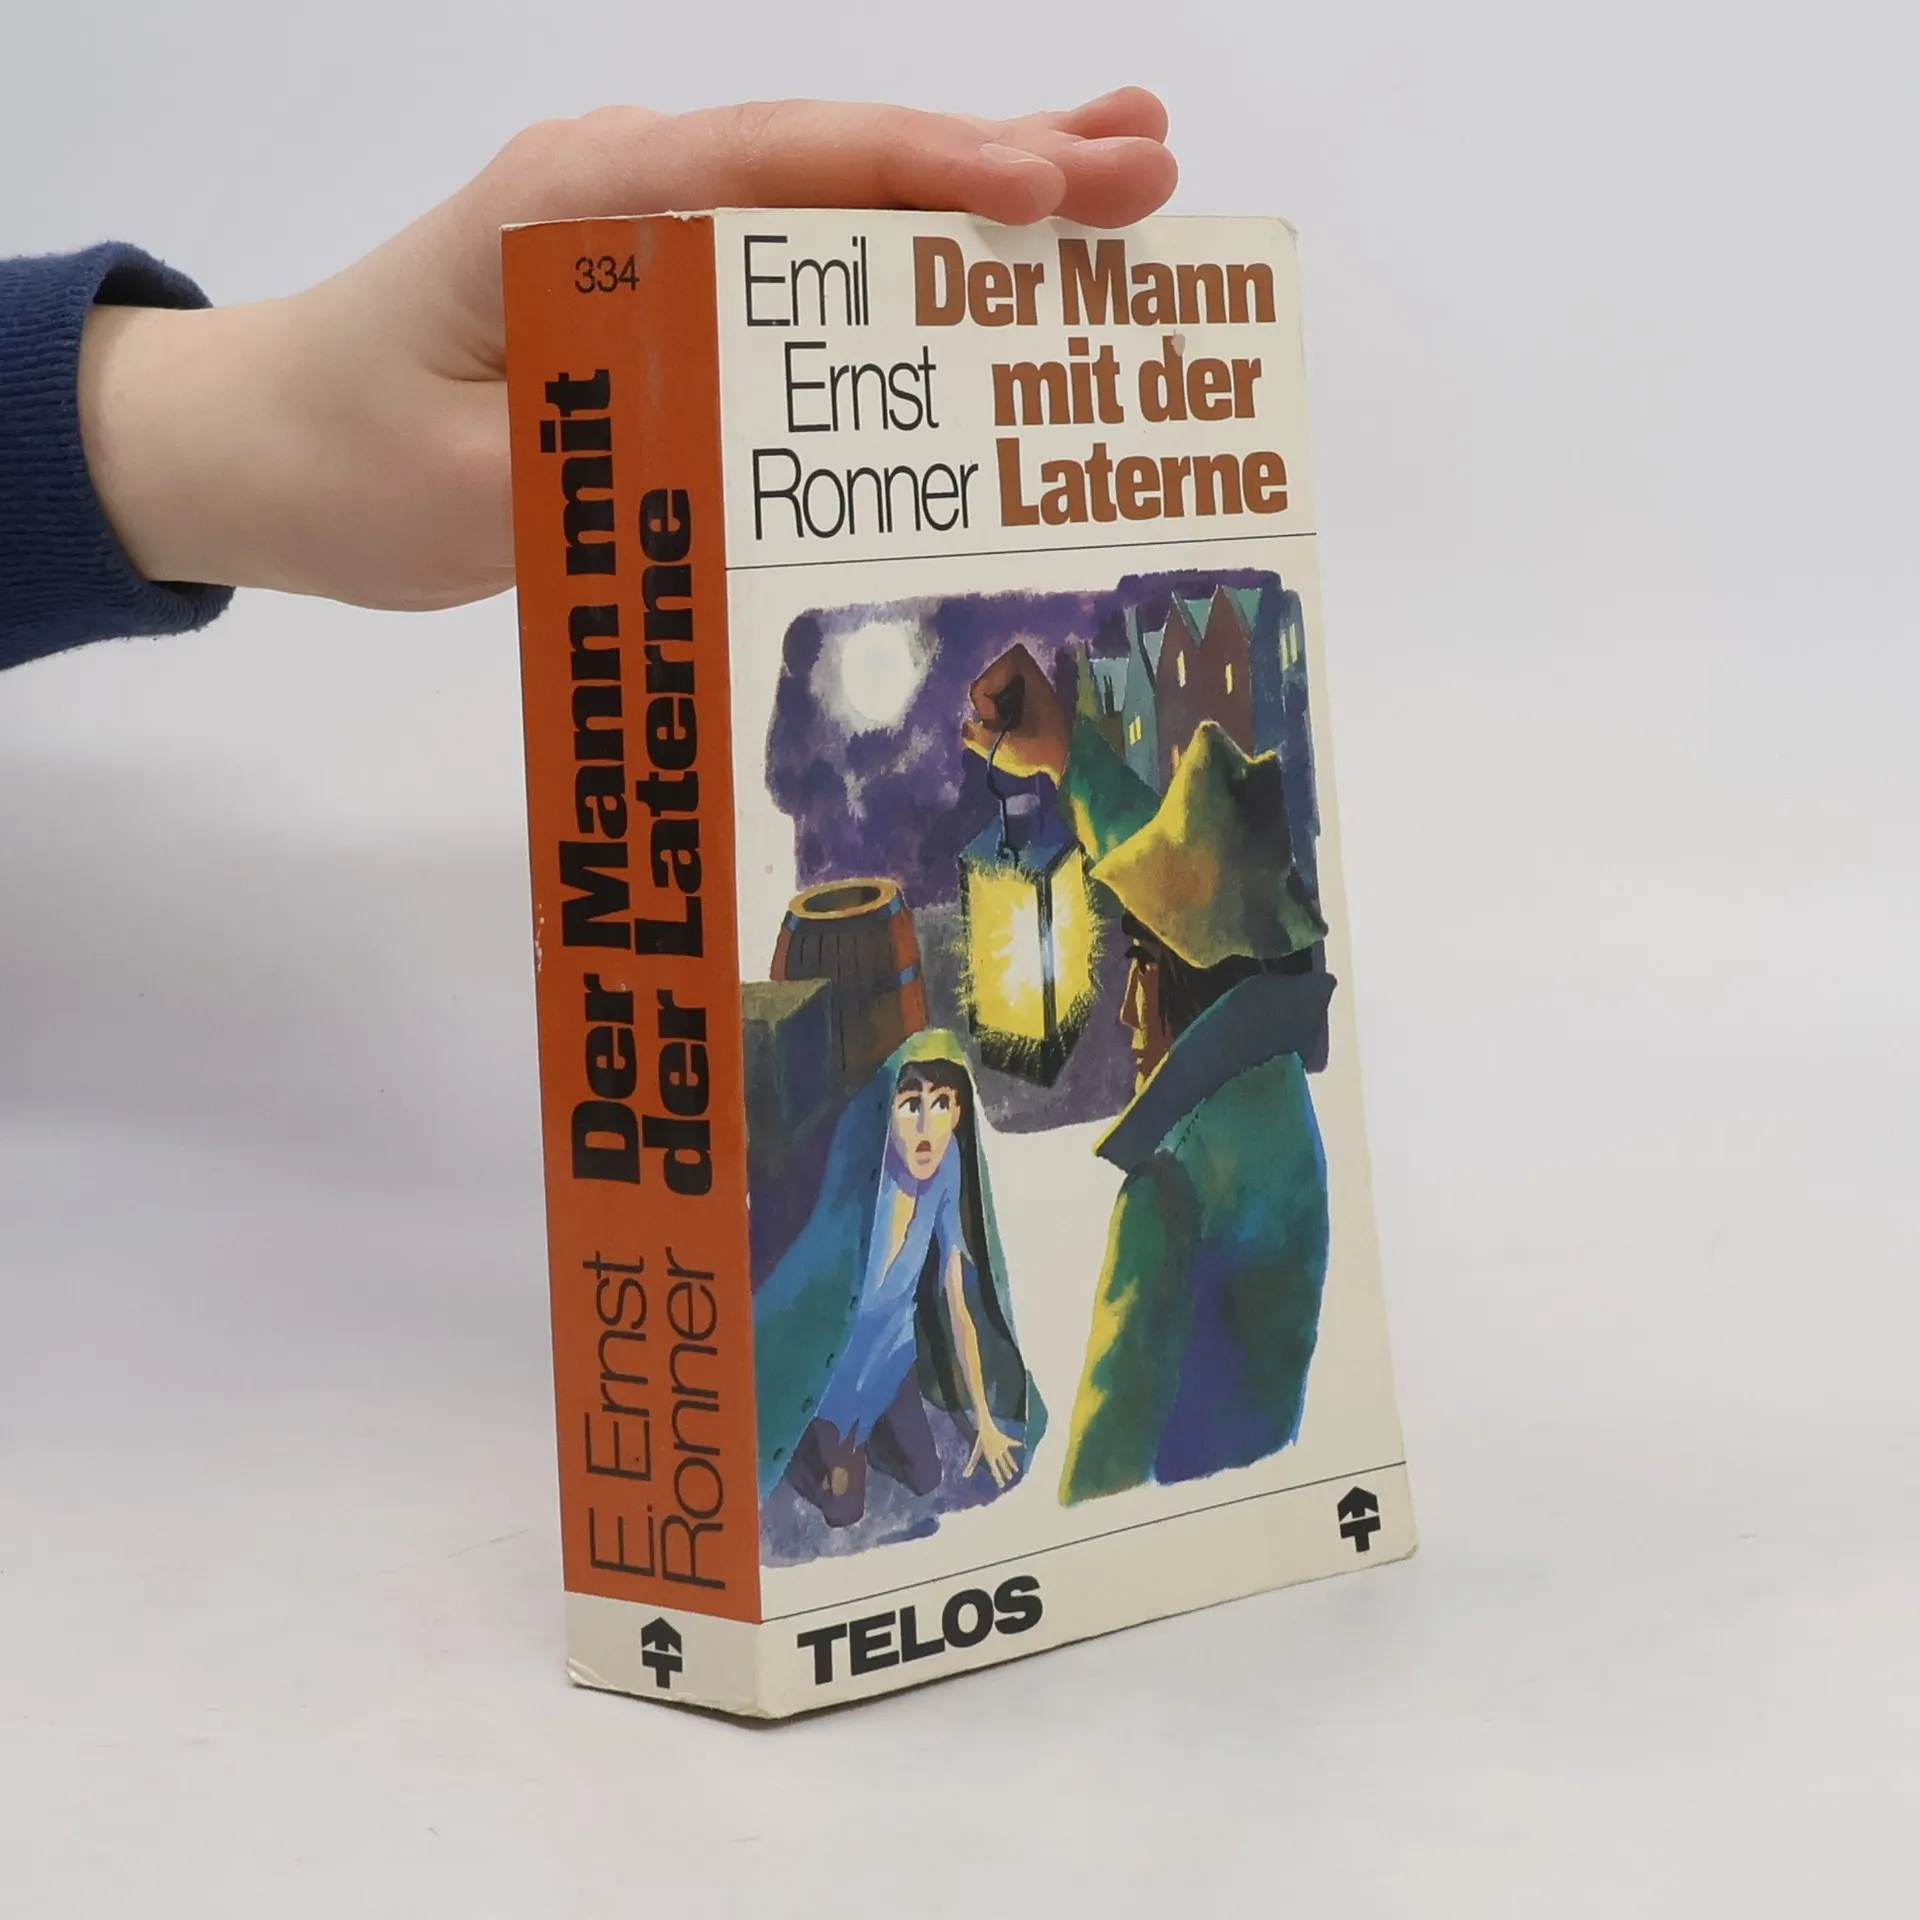 334
Der Mann mit
der Laterne
E. Ernst
Ronner
Emil
Ernst
Ronner
Der Mann
mit der
Laterne
TELOS